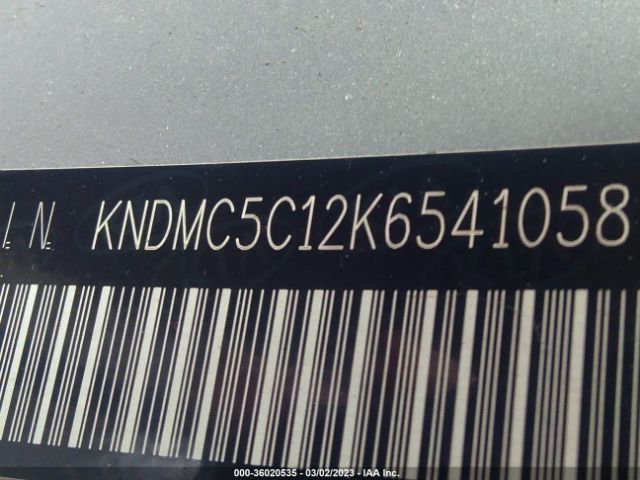 I N KNDMC5C12K6541058
000-36020535 - 03/02/2023 - IAA Inc.